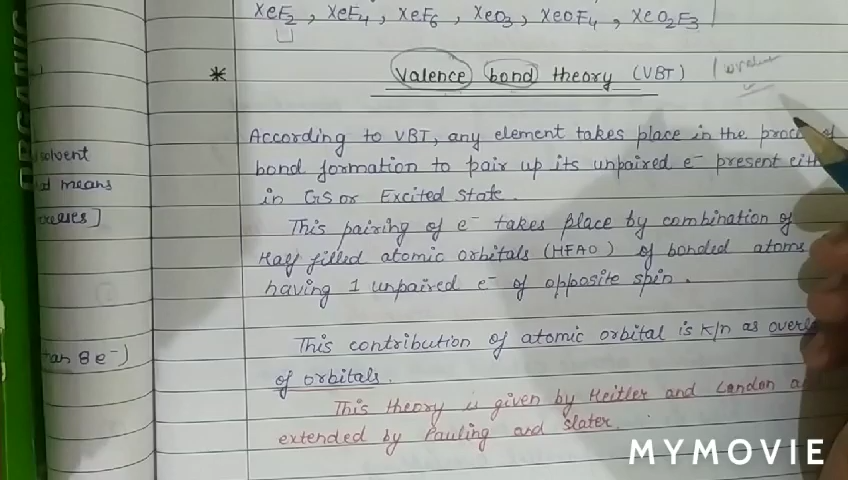 ORGANIC
XeF2, XeF4, XeF6, XeO3, XeOF4, XeO2F3
* Valence bond theory (VBT)
solvent
means
According to VBT, any element takes place in the
bond formation to pair up its unpaired e⁻ present
in GS or Excited state.
This pairing of e⁻ takes place by combination of
Half filled atomic orbitals (HFAO) of bonded atoms
having 1 unpaired e⁻ of opposite spin.
8 e⁻)
This contribution of atomic orbital is K/n as
of orbitals.
This theory is given by Heitler and London
extended by Pauling and Slater.
MYMOVIE